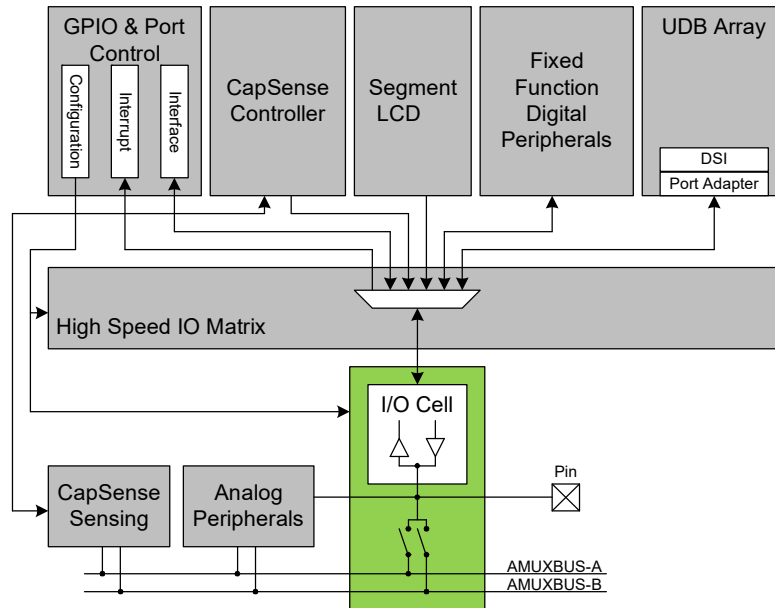 GPIO & Port
Control
Configuration
Interrupt
Interface
CapSense
Controller
Segment
LCD
Fixed
Function
Digital
Peripherals
UDB Array
DSI
Port Adapter
High Speed IO Matrix
I/O Cell
CapSense
Sensing
Analog
Peripherals
Pin
AMUXBUS-A
AMUXBUS-B